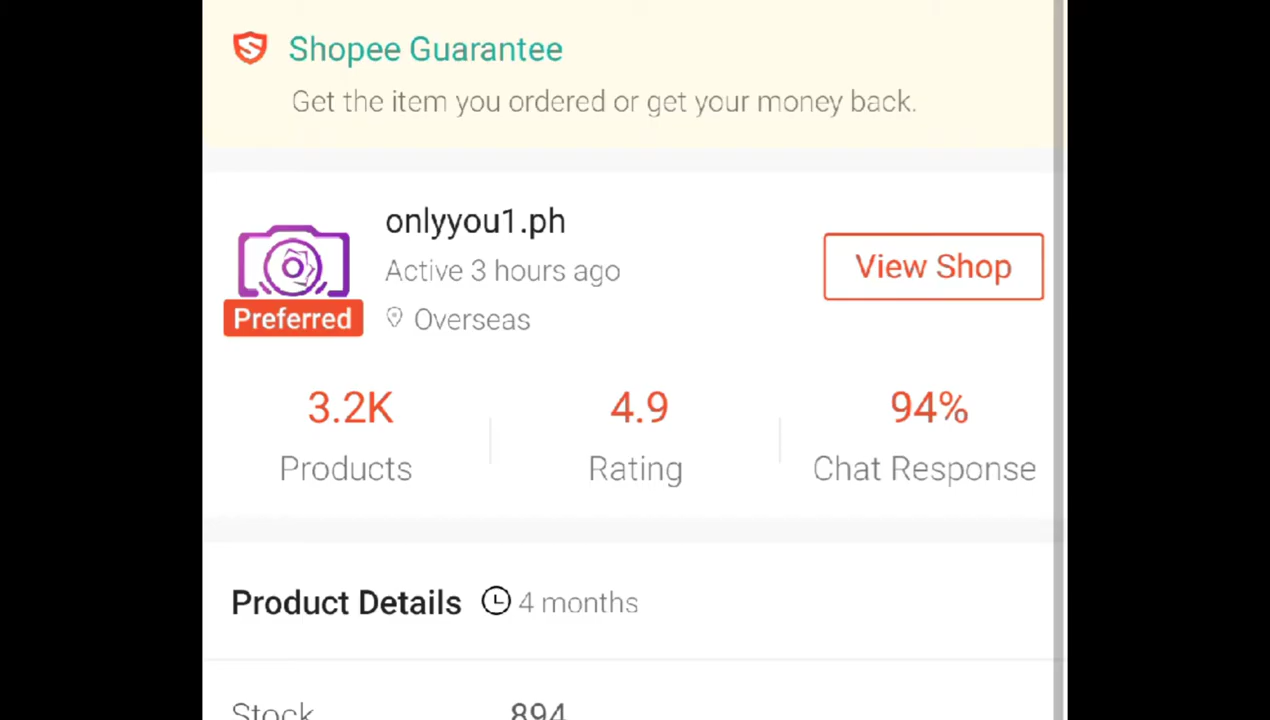 Shopee Guarantee
Get the item you ordered or get your money back.
onlyyou1.ph
Active 3 hours ago
View Shop
Preferred
Overseas
3.2K
4.9
94%
Products
Rating
Chat Response
Product Details 4 months
Stock 894